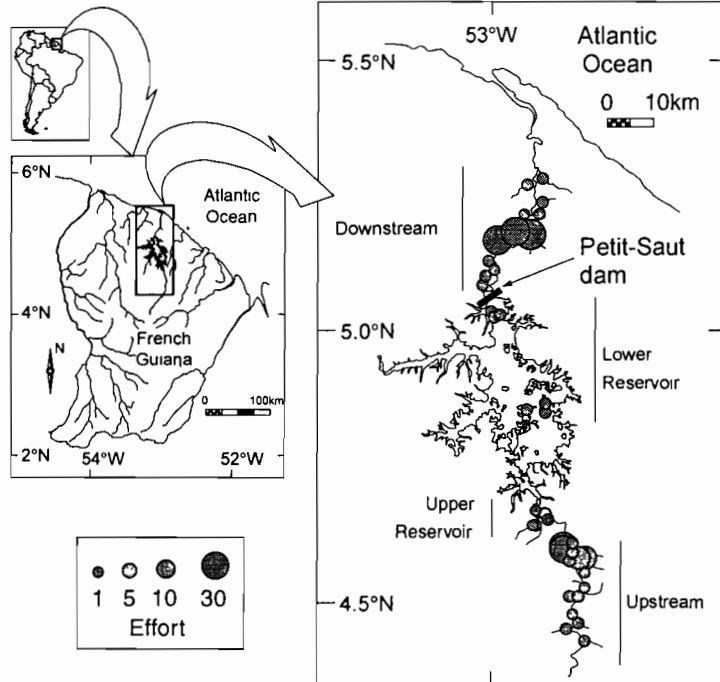 53°W
Atlantic
Ocean
5.5°N
0 10km
6°N
Atlantic
Ocean
Downstream
Petit-Saut
dam
4°N
5.0°N
French
Guiana
N
Lower
Reservoir
0 100km
2°N
54°W 52°W
Upper
Reservoir
1 5 10 30
Effort
4.5°N
Upstream